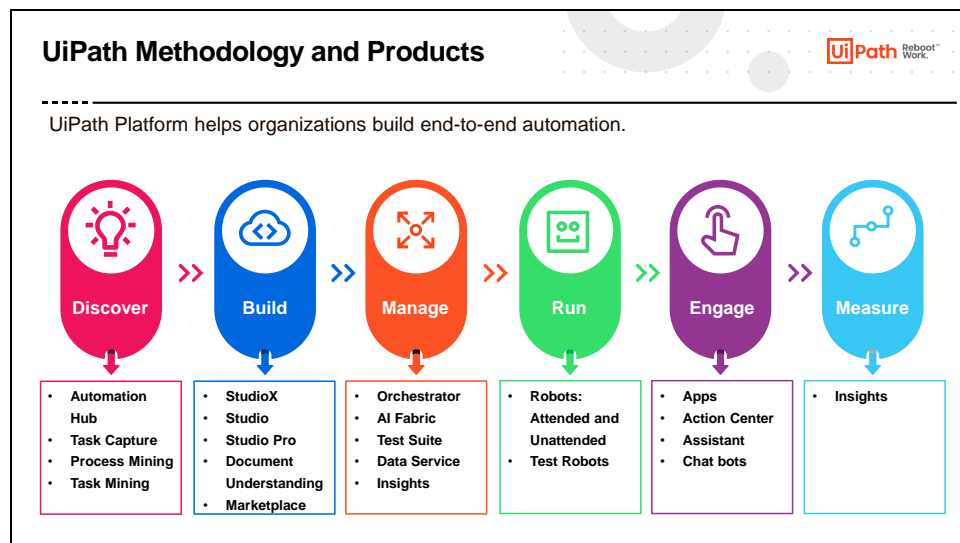 UiPath Methodology and Products
UiPath Reboot™
Work.
UiPath Platform helps organizations build end-to-end automation.
Discover
Build
Manage
Run
Engage
Measure
• Automation
Hub
• Task Capture
• Process Mining
• Task Mining
• StudioX
• Studio
• Studio Pro
• Document
Understanding
• Marketplace
• Orchestrator
• AI Fabric
• Test Suite
• Data Service
• Insights
• Robots:
Attended and
Unattended
• Test Robots
• Apps
• Action Center
• Assistant
• Chat bots
• Insights